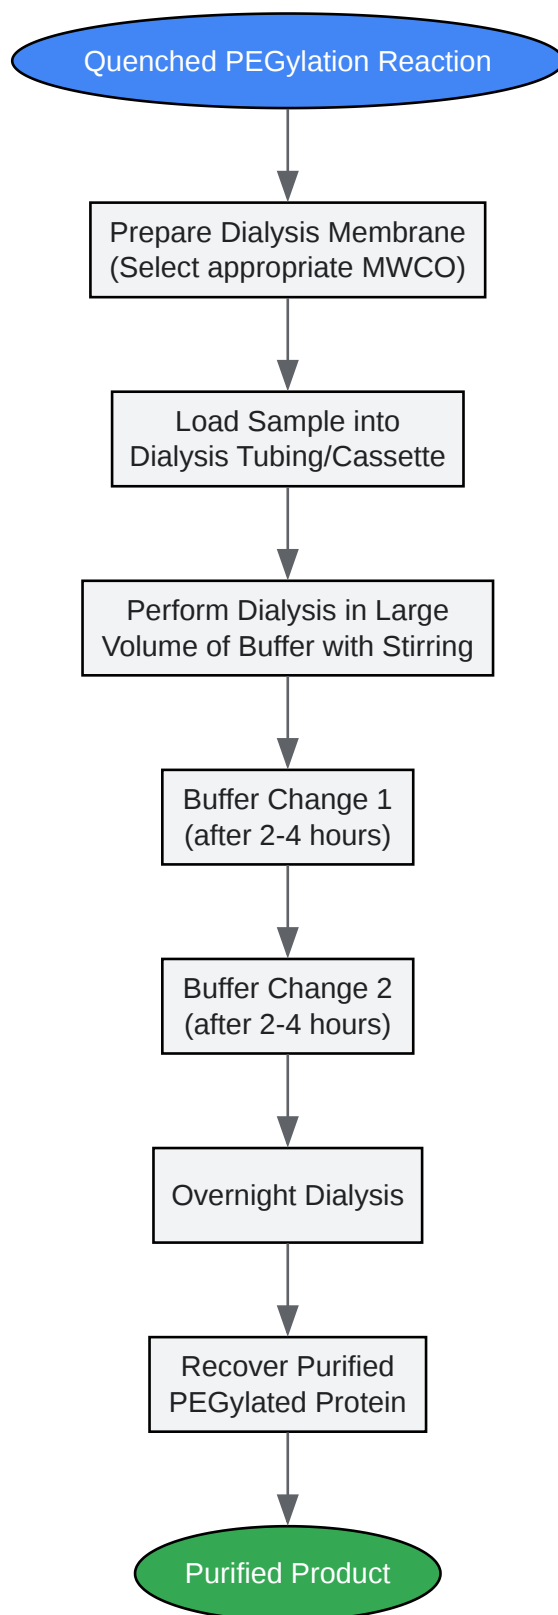 Quenched PEGylation Reaction
Prepare Dialysis Membrane
(Select appropriate MWCO)
Load Sample into
Dialysis Tubing/Cassette
Perform Dialysis in Large
Volume of Buffer with Stirring
Buffer Change 1
(after 2-4 hours)
Buffer Change 2
(after 2-4 hours)
Overnight Dialysis
Recover Purified
PEGylated Protein
Purified Product